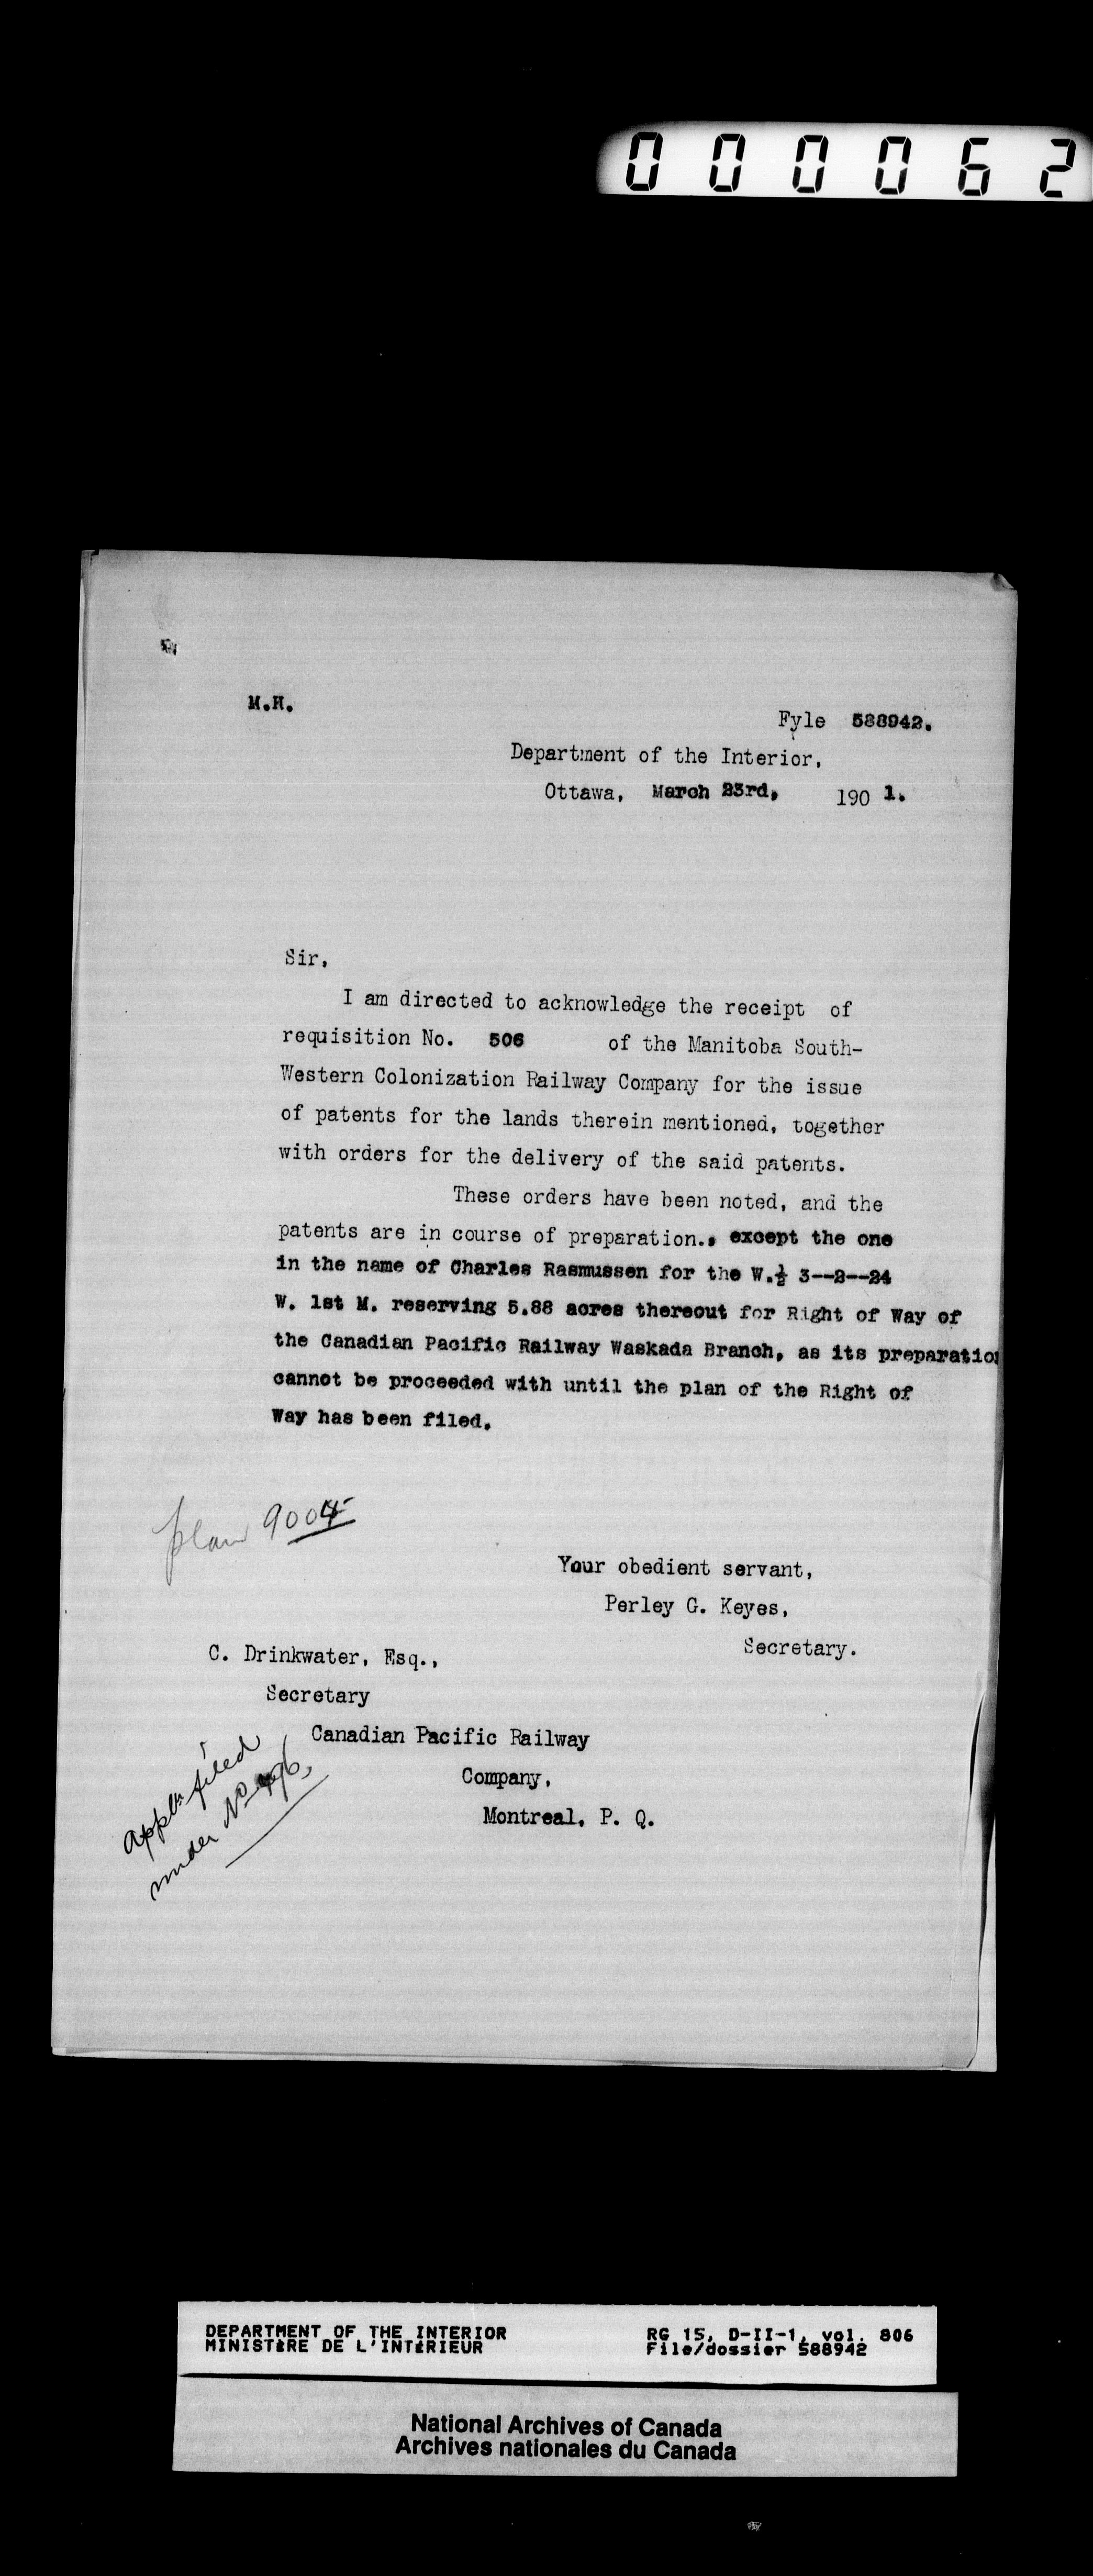 000062
M.H.
Fyle 588942.
Department of the Interior,
Ottawa, March 23rd, 190 1.
Sir,
I am directed to acknowledge the receipt of
requisition No. 506 of the Manitoba South-
Western Colonization Railway Company for the issue
of patents for the lands therein mentioned, together
with orders for the delivery of the said patents.
These orders have been noted, and the
patents are in course of preparation., except the one
in the name of Charles Rasmussen for the W.½ 3--2--24
W. 1st M. reserving 5.88 acres thereout for Right of Way of
the Canadian Pacific Railway Waskada Branch, as its preparation
cannot be proceeded with until the plan of the Right of
Way has been filed.
plan 9004
Your obedient servant,
Perley G. Keyes,
Secretary.
C. Drinkwater, Esq.,
Secretary
Canadian Pacific Railway
Company,
Montreal, P. Q.
appln filed
under No 496
DEPARTMENT OF THE INTERIOR
MINISTÈRE DE L'INTÉRIEUR
RG 15, D-II-1, vol. 806
File/dossier 588942
National Archives of Canada
Archives nationales du Canada